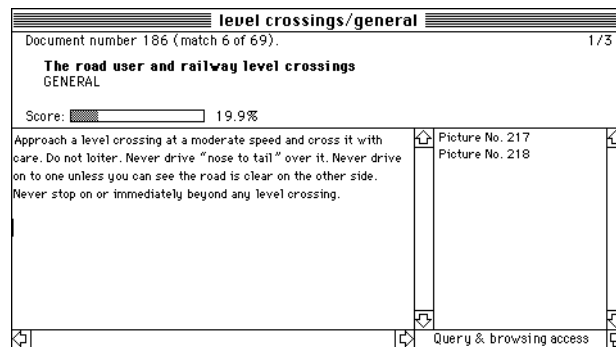 level crossings/general
Document number 186 (match 6 of 69).
1/3
The road user and railway level crossings
GENERAL
Score: 19.9%
Approach a level crossing at a moderate speed and cross it with
care. Do not loiter. Never drive "nose to tail" over it. Never drive
on to one unless you can see the road is clear on the other side.
Never stop on or immediately beyond any level crossing.
Picture No. 217
Picture No. 218
Query & browsing access